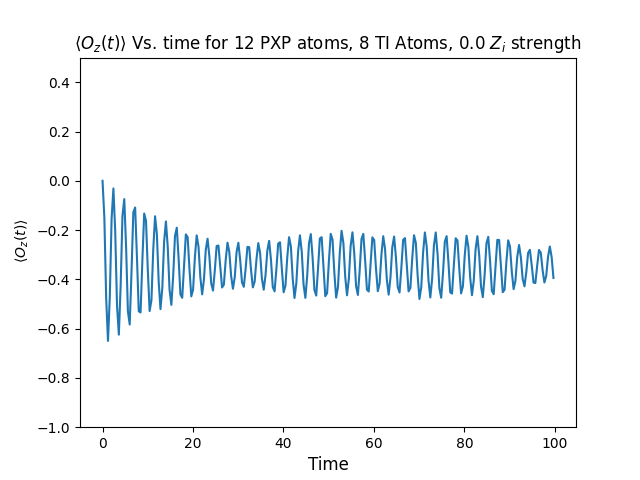 ⟨O_z(t)⟩ Vs. time for 12 PXP atoms, 8 TI Atoms, 0.0 Z_i strength
0.4
0.2
0.0
−0.2
−0.4
−0.6
−0.8
−1.0
⟨O_z(t)⟩
0 20 40 60 80 100
Time